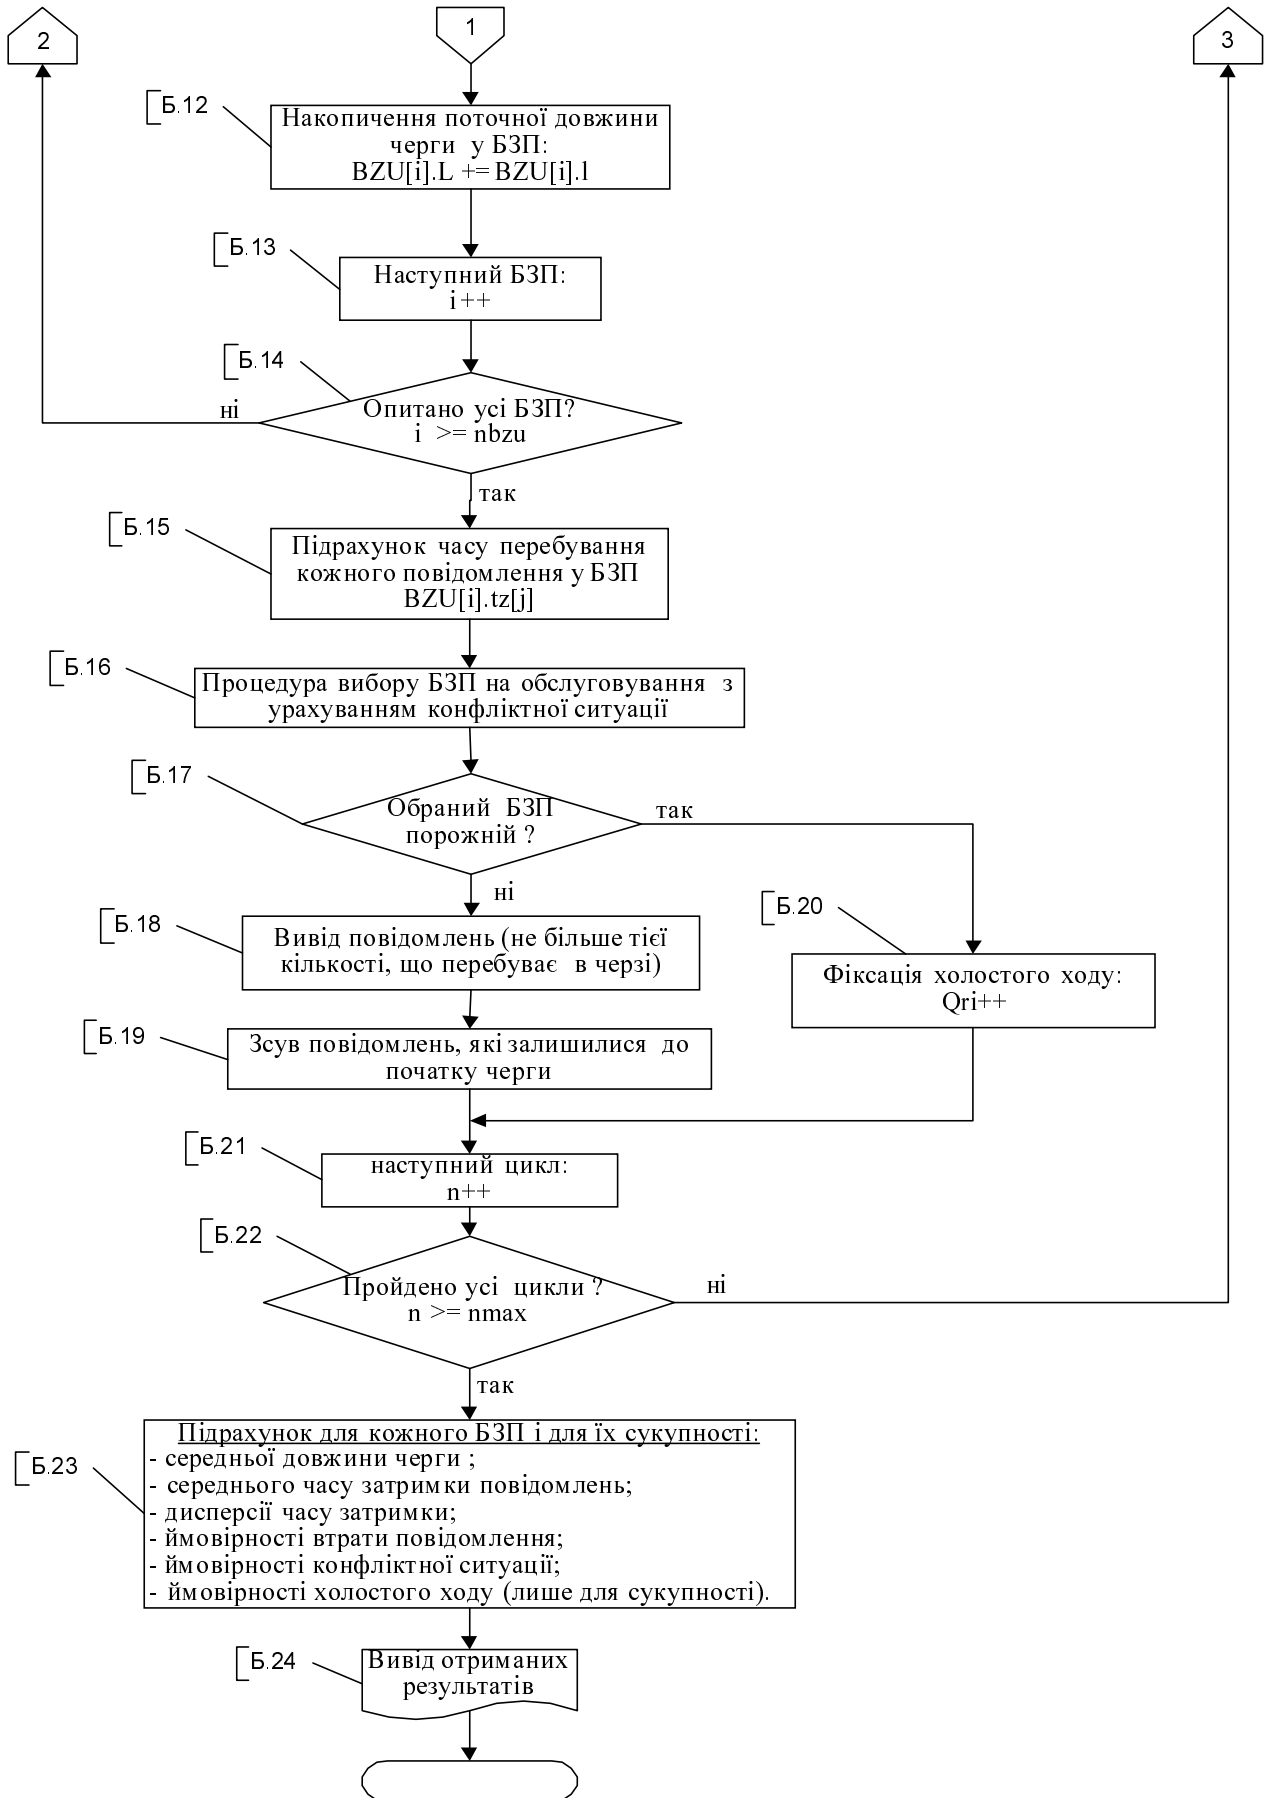 2
1
3
Б.12
Накопичення поточної довжини
черги у БЗП:
BZU[i].L += BZU[i].l
Б.13
Наступний БЗП:
i++
Б.14
Опитано усі БЗП?
i >= nbzu
ні
так
Б.15
Підрахунок часу перебування
кожного повідомлення у БЗП
BZU[i].tz[j]
Б.16
Процедура вибору БЗП на обслуговування з
урахуванням конфліктної ситуації
Б.17
Обраний БЗП
порожній ?
так
ні
Б.18
Вивід повідомлень (не більше тієї
кількості, що перебуває в черзі)
Б.20
Фіксація холостого ходу:
Qri++
Б.19
Зсув повідомлень, які залишилися до
початку черги
Б.21
наступний цикл:
n++
Б.22
Пройдено усі цикли ?
n >= nmax
ні
так
Б.23
Підрахунок для кожного БЗП і для їх сукупності:
- середньої довжини черги ;
- середнього часу затримки повідомлень;
- дисперсії часу затримки;
- ймовірності втрати повідомлення;
- ймовірності конфліктної ситуації;
- ймовірності холостого ходу (лише для сукупності).
Б.24
Вивід отриманих
результатів